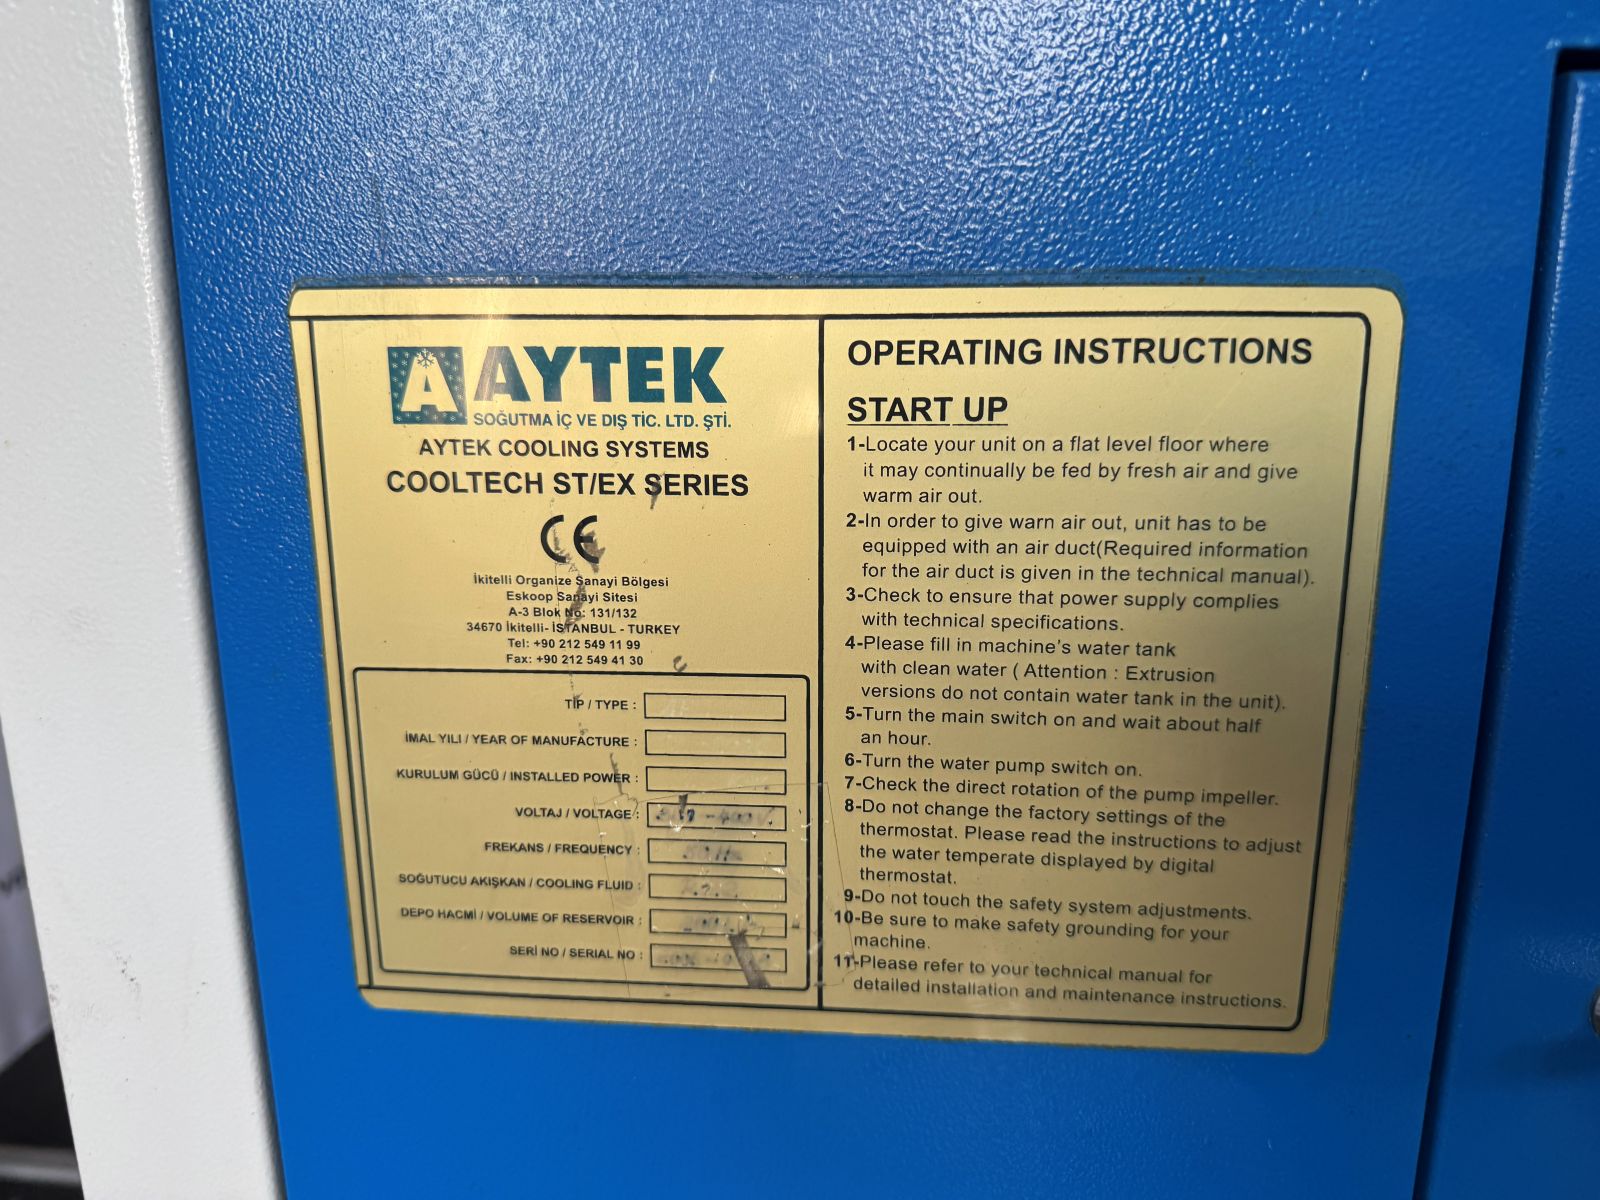 A AYTEK
SOĞUTMA İÇ VE DIŞ TİC. LTD. ŞTİ.
AYTEK COOLING SYSTEMS
COOLTECH ST/EX SERIES
CE
İkitelli Organize Sanayi Bölgesi
Eskoop Sanayi Sitesi
A-3 Blok No: 131/132
34670 İkitelli- İSTANBUL - TURKEY
Tel: +90 212 549 11 99
Fax: +90 212 549 41 30
TİP / TYPE :
İMAL YILI / YEAR OF MANUFACTURE :
KURULUM GÜCÜ / INSTALLED POWER :
VOLTAJ / VOLTAGE :
FREKANS / FREQUENCY :
SOĞUTUCU AKIŞKAN / COOLING FLUID :
DEPO HACMİ / VOLUME OF RESERVOIR :
SERİ NO / SERIAL NO :
OPERATING INSTRUCTIONS
START UP
1-Locate your unit on a flat level floor where
it may continually be fed by fresh air and give
warm air out.
2-In order to give warn air out, unit has to be
equipped with an air duct(Required information
for the air duct is given in the technical manual).
3-Check to ensure that power supply complies
with technical specifications.
4-Please fill in machine's water tank
with clean water ( Attention : Extrusion
versions do not contain water tank in the unit).
5-Turn the main switch on and wait about half
an hour.
6-Turn the water pump switch on.
7-Check the direct rotation of the pump impeller.
8-Do not change the factory settings of the
thermostat. Please read the instructions to adjust
the water temperate displayed by digital
thermostat.
9-Do not touch the safety system adjustments.
10-Be sure to make safety grounding for your
machine.
11-Please refer to your technical manual for
detailed installation and maintenance instructions.